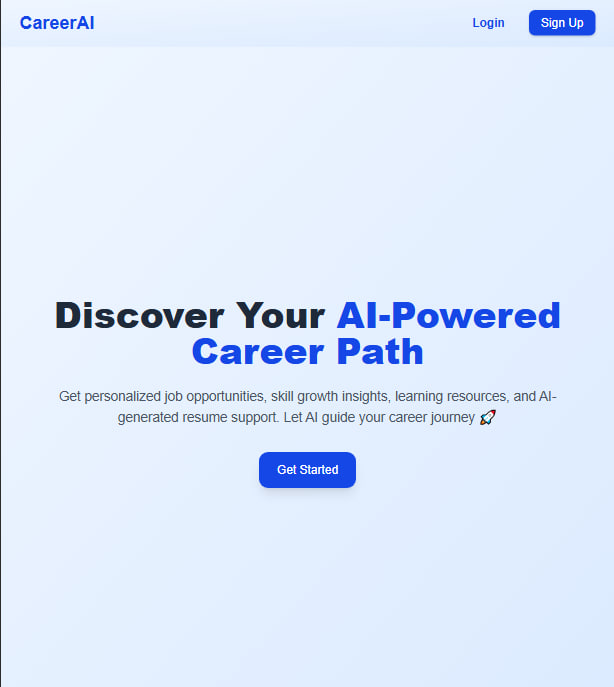 CareerAI
Login
Sign Up
Discover Your AI-Powered
Career Path
Get personalized job opportunities, skill growth insights, learning resources, and AI-
generated resume support. Let AI guide your career journey 🚀
Get Started